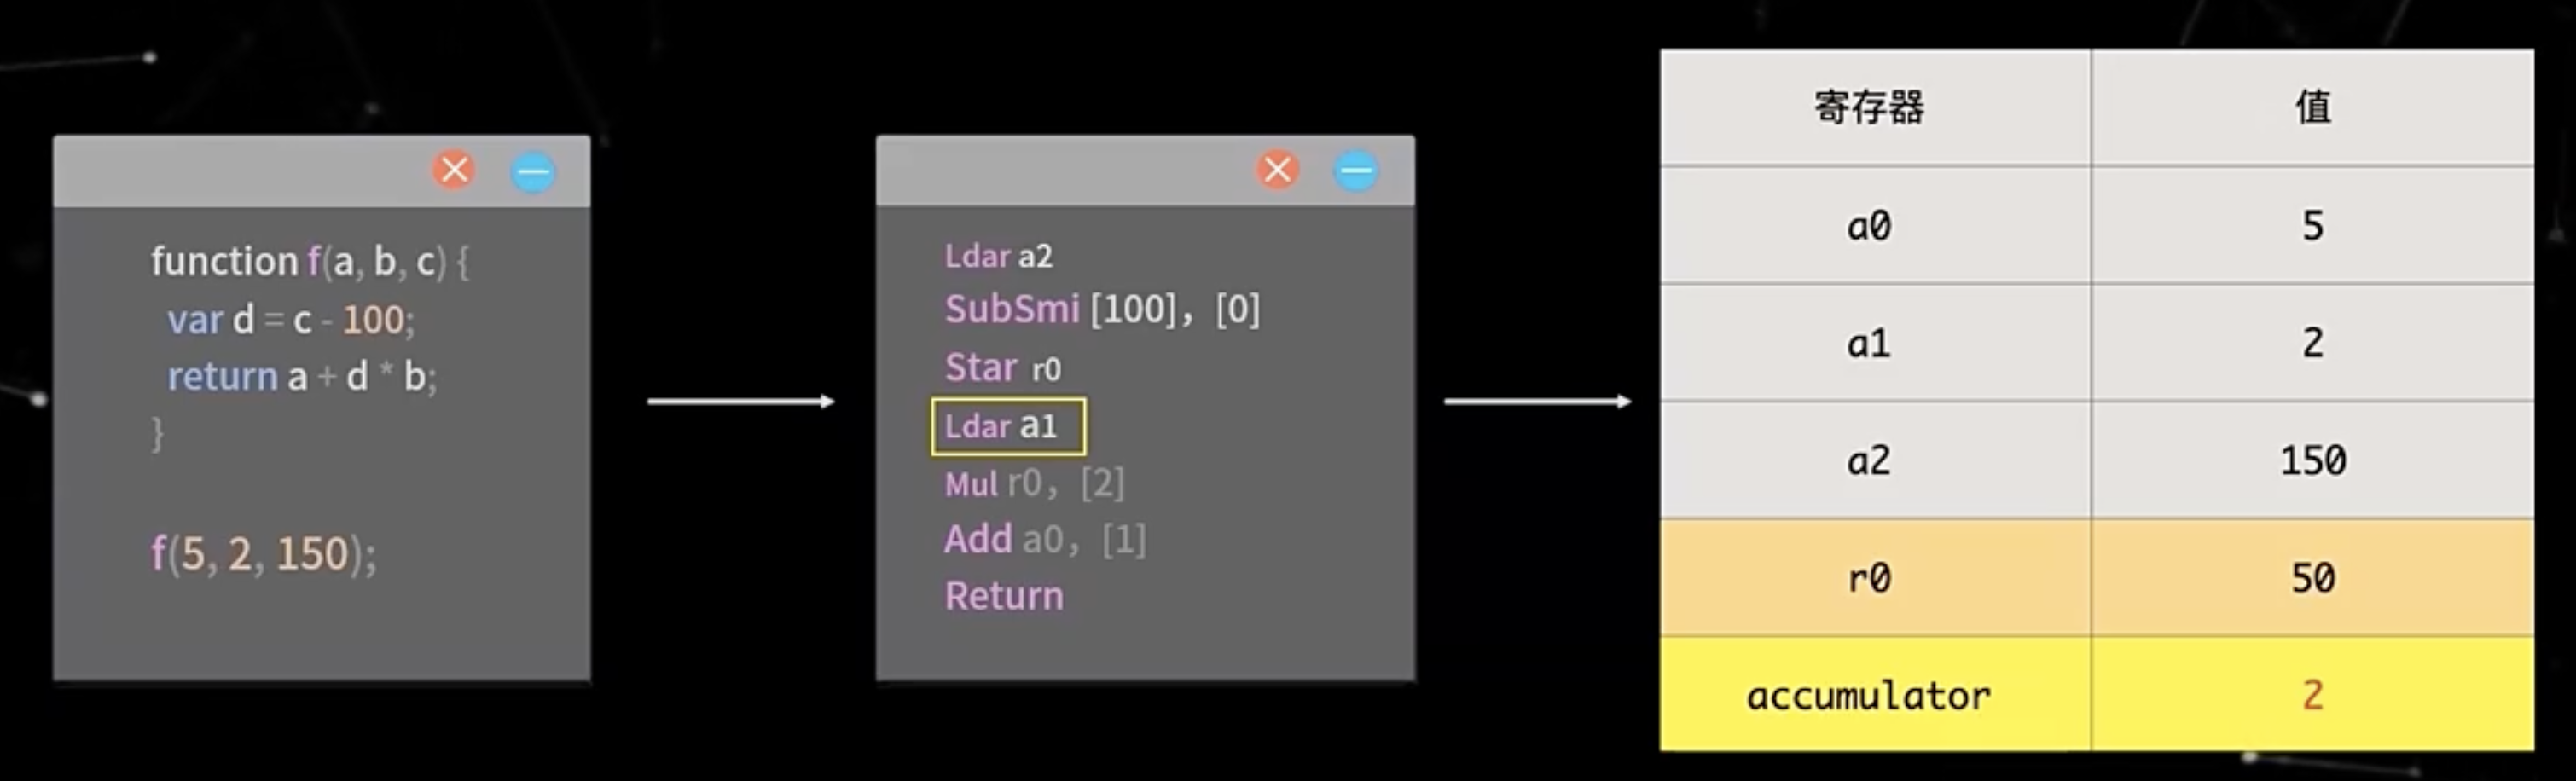 function f(a, b, c) {
var d = c - 100;
return a + d * b;
}
f(5, 2, 150);
Ldar a2
SubSmi [100], [0]
Star r0
Ldar a1
Mul r0, [2]
Add a0, [1]
Return
寄存器 值
a0 5
a1 2
a2 150
r0 50
accumulator 2